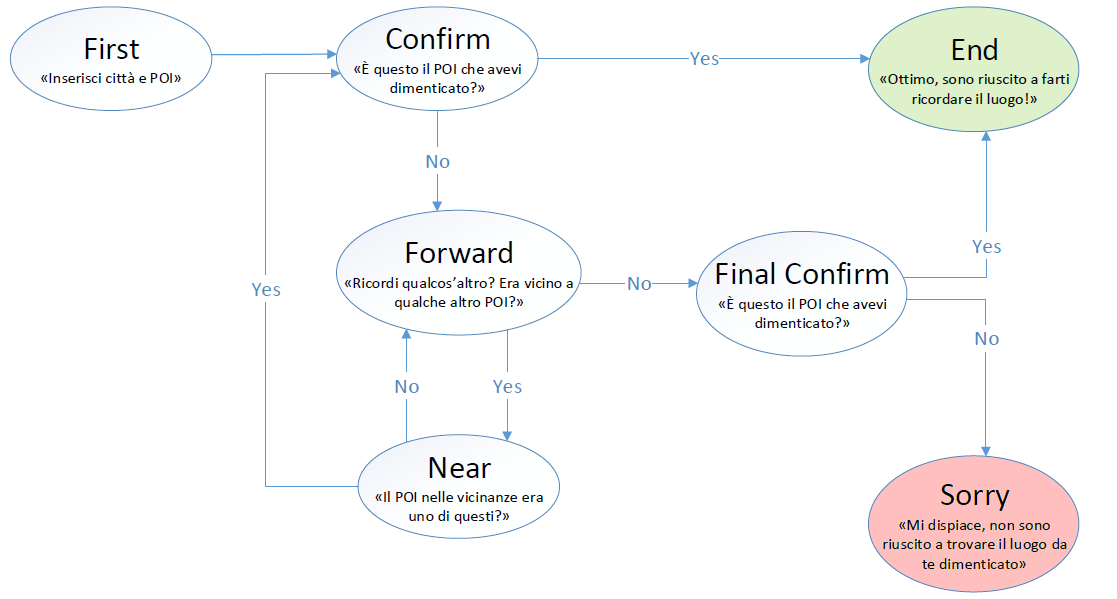 First
«Inserisci città e POI»
Confirm
«È questo il POI che avevi
dimenticato?»
Yes
End
«Ottimo, sono riuscito a farti
ricordare il luogo!»
No
Forward
«Ricordi qualcos’altro? Era vicino a
qualche altro POI?»
No
Final Confirm
«È questo il POI che avevi
dimenticato?»
Yes
No
Yes
No
Yes
Near
«Il POI nelle vicinanze era
uno di questi?»
Sorry
«Mi dispiace, non sono
riuscito a trovare il luogo da
te dimenticato»